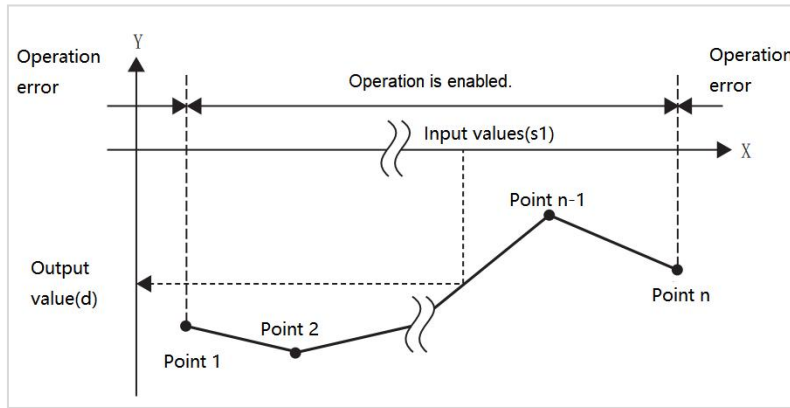 Operation
error
Y
Operation is enabled.
Operation
error
Input values(s1)
X
Point n-1
Output
value(d)
Point n
Point 2
Point 1